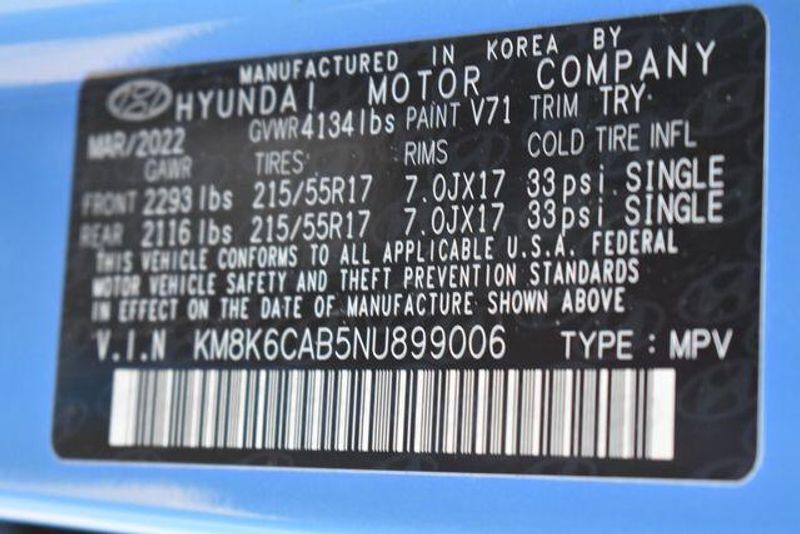 MANUFACTURED IN KOREA BY
HYUNDAI MOTOR COMPANY
MAR/2022 GVWR 4134lbs PAINT V71 TRIM TRY
GAWR TIRES: RIMS COLD TIRE INFL
FRONT 2293 lbs 215/55R17 7.0JX17 33psi. SINGLE
REAR 2116 lbs 215/55R17 7.0JX17 33psi. SINGLE
THIS VEHICLE CONFORMS TO ALL APPLICABLE U.S.A. FEDERAL
MOTOR VEHICLE SAFETY AND THEFT PREVENTION STANDARDS
IN EFFECT ON THE DATE OF MANUFACTURE SHOWN ABOVE
V.I.N KM8K6CAB5NU899006 TYPE : MPV